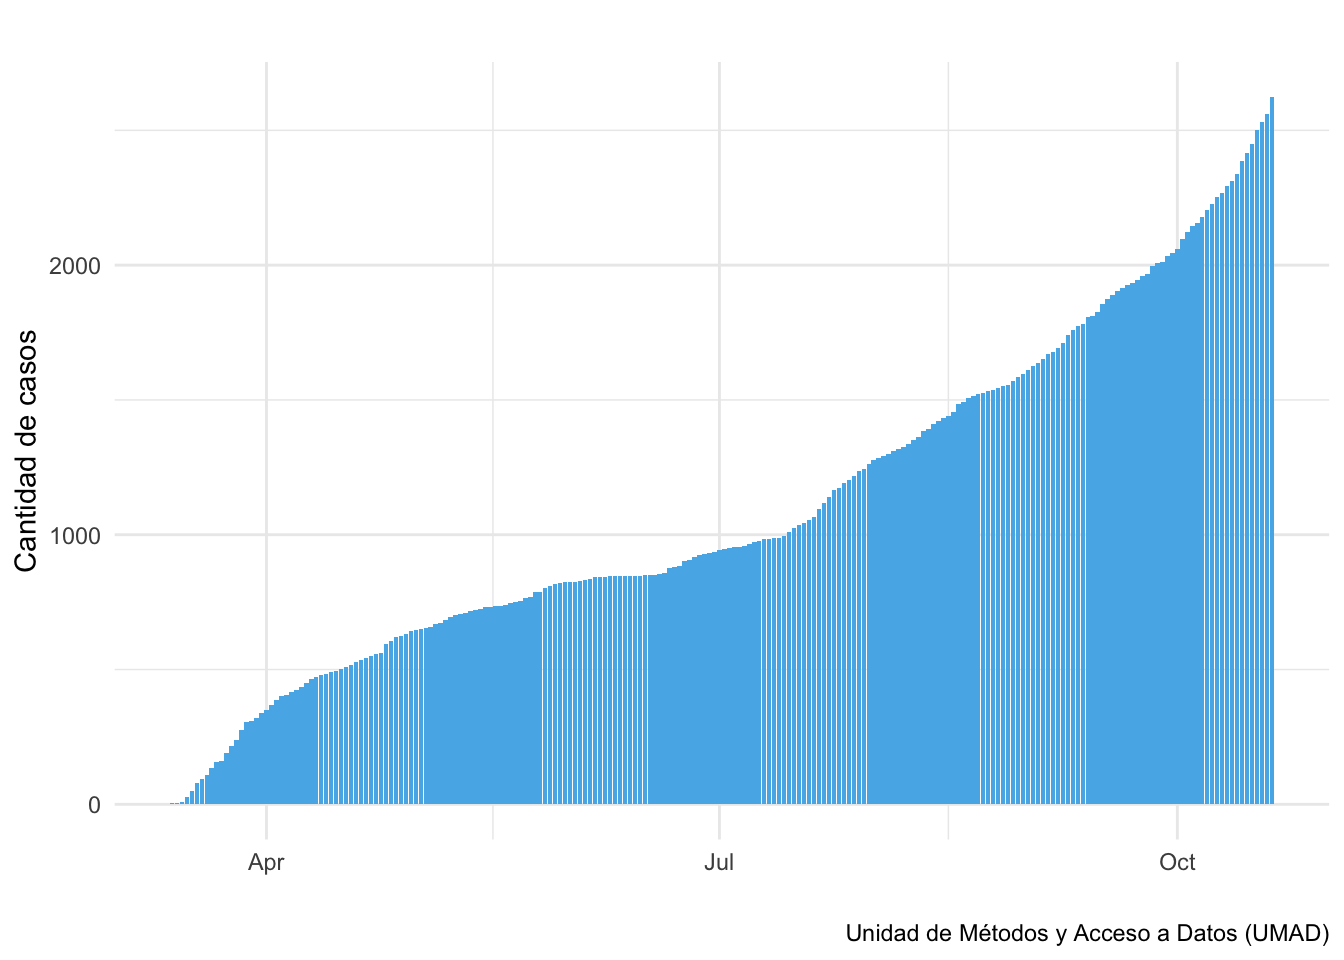 Cantidad de casos
2000
1000
0
Apr Jul Oct
Unidad de Métodos y Acceso a Datos (UMAD)